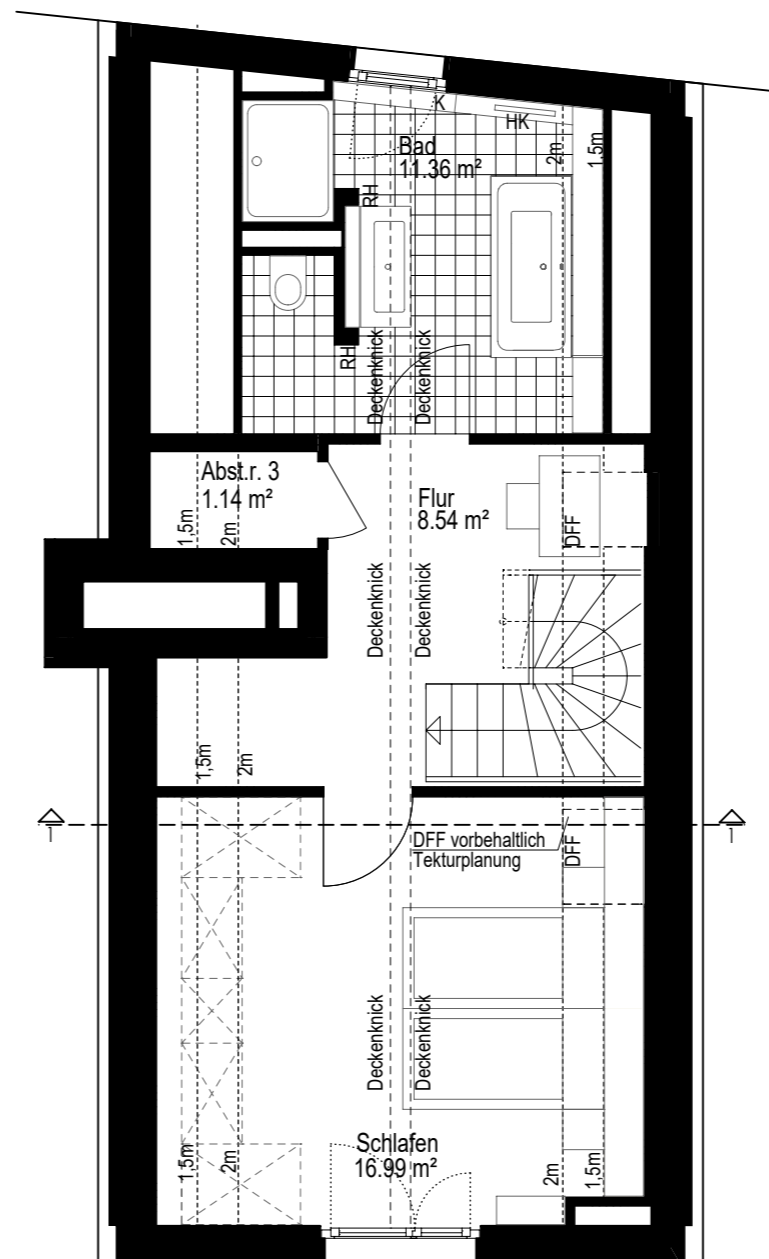 K
HK
Bad
11.36 m²
2m
1,5m
RH
RH
Deckenknick
Deckenknick
Abst.r. 3
1.14 m²
1,5m
2m
Flur
8.54 m²
DFF
Deckenknick
Deckenknick
1,5m
2m
1
1
DFF vorbehaltlich
Tekturplanung
DFF
Deckenknick
Deckenknick
Schlafen
16.99 m²
1,5m
2m
2m
1,5m